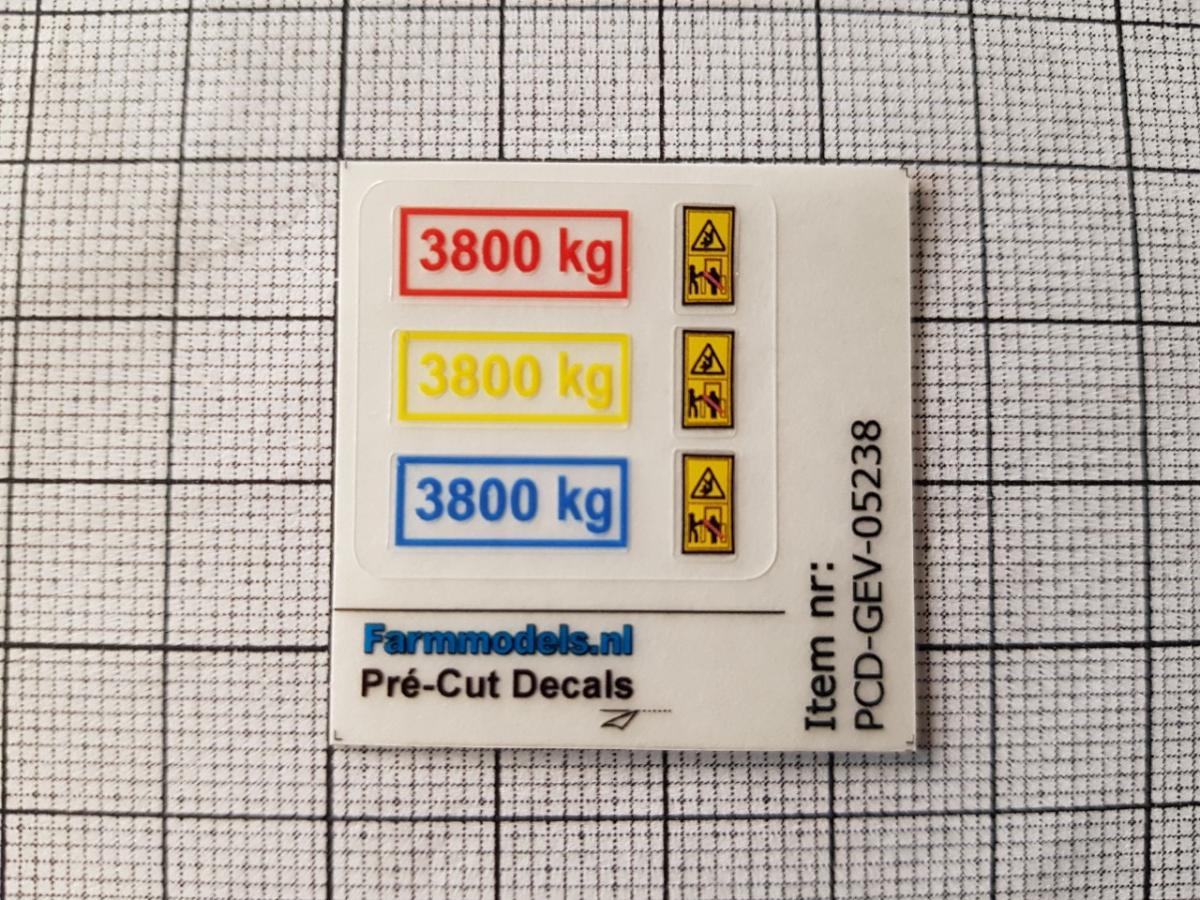 3800 kg
3800 kg
3800 kg
Farmmodels.nl
Pré-Cut Decals
Item nr:
PCD-GEV-05238